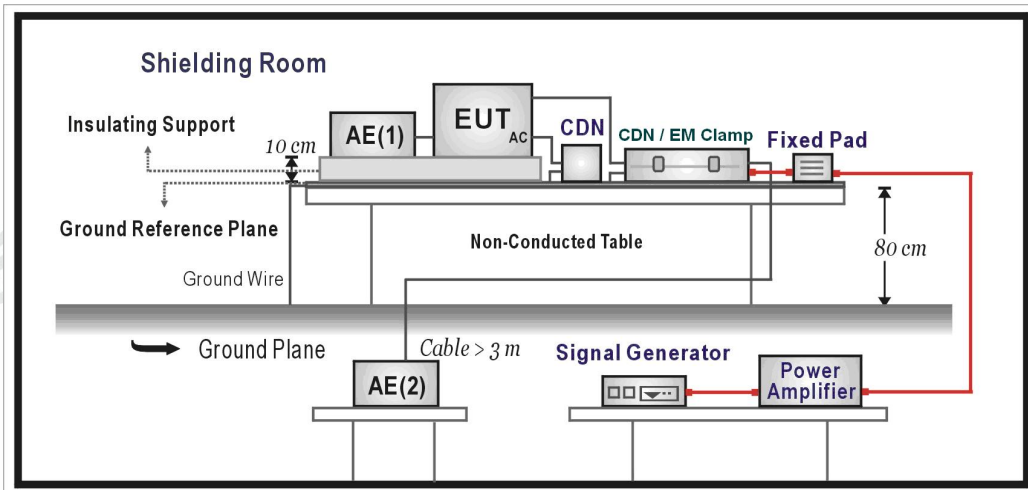 Shielding Room
Insulating Support
10 cm
AE(1)
EUT
AC
CDN
CDN / EM Clamp
Fixed Pad
Ground Reference Plane
Non-Conducted Table
80 cm
Ground Wire
Ground Plane
Cable > 3 m
AE(2)
Signal Generator
Power
Amplifier